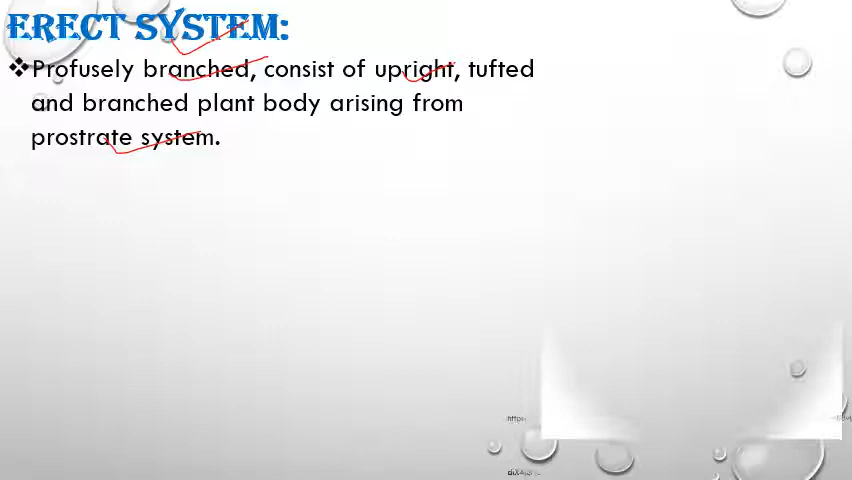 ERECT SYSTEM:
❖Profusely branched, consist of upright, tufted
and branched plant body arising from
prostrate system.